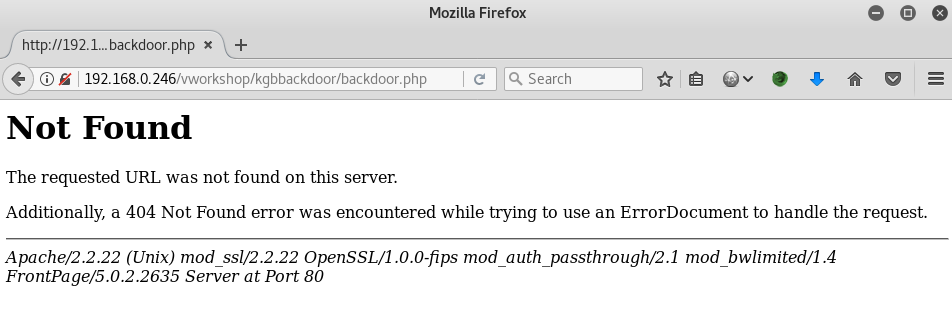 Mozilla Firefox
http://192.1...backdoor.php
192.168.0.246/vworkshop/kgbbackdoor/backdoor.php
Search
Not Found
The requested URL was not found on this server.
Additionally, a 404 Not Found error was encountered while trying to use an ErrorDocument to handle the request.
Apache/2.2.22 (Unix) mod_ssl/2.2.22 OpenSSL/1.0.0-fips mod_auth_passthrough/2.1 mod_bwlimited/1.4
FrontPage/5.0.2.2635 Server at Port 80